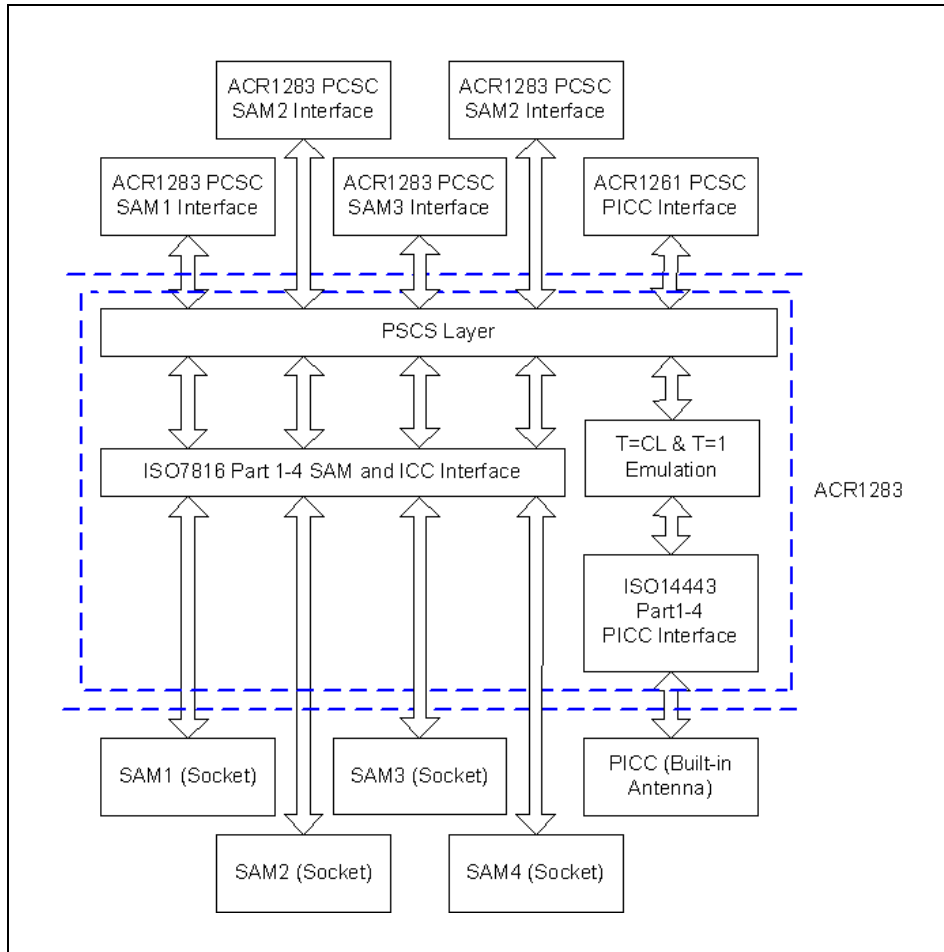 ACR1283 PCSC
SAM2 Interface
ACR1283 PCSC
SAM2 Interface
ACR1283 PCSC
SAM1 Interface
ACR1283 PCSC
SAM3 Interface
ACR1261 PCSC
PICC Interface
PSCS Layer
ISO7816 Part 1-4 SAM and ICC Interface
T=CL & T=1
Emulation
ACR1283
ISO14443
Part1-4
PICC Interface
SAM1 (Socket)
SAM3 (Socket)
PICC (Built-in
Antenna)
SAM2 (Socket)
SAM4 (Socket)